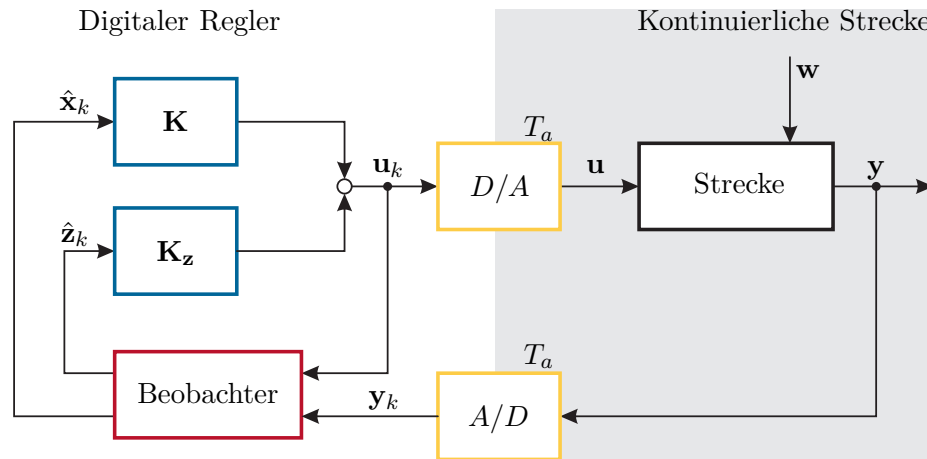 Digitaler Regler
Kontinuierliche Strecke
w
x̂ₖ
K
Tₐ
uₖ
D/A
u
Strecke
y
ẑₖ
K_z
Tₐ
Beobachter
yₖ
A/D